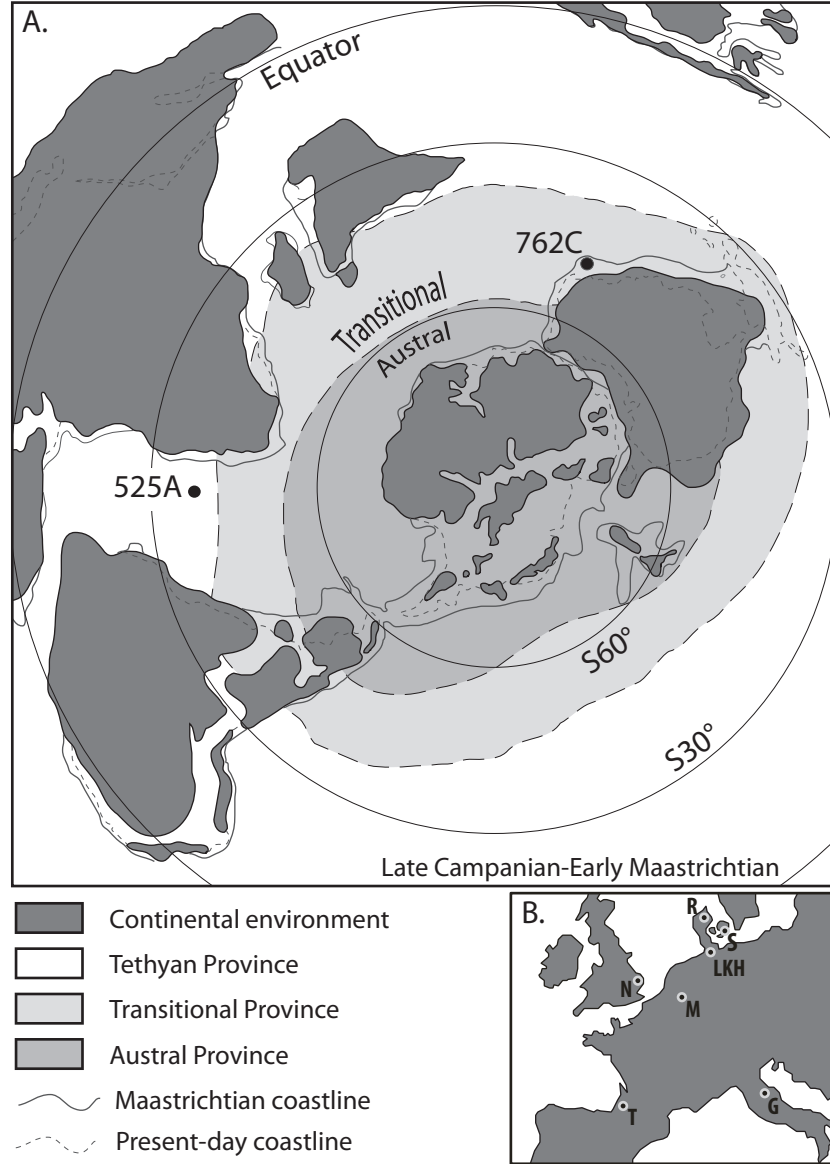 A.
Equator
762C
Transitional
Austral
525A
S60°
S30°
Late Campanian-Early Maastrichtian
Continental environment
Tethyan Province
Transitional Province
Austral Province
Maastrichtian coastline
Present-day coastline
B.
R
S
LKH
N
M
G
T